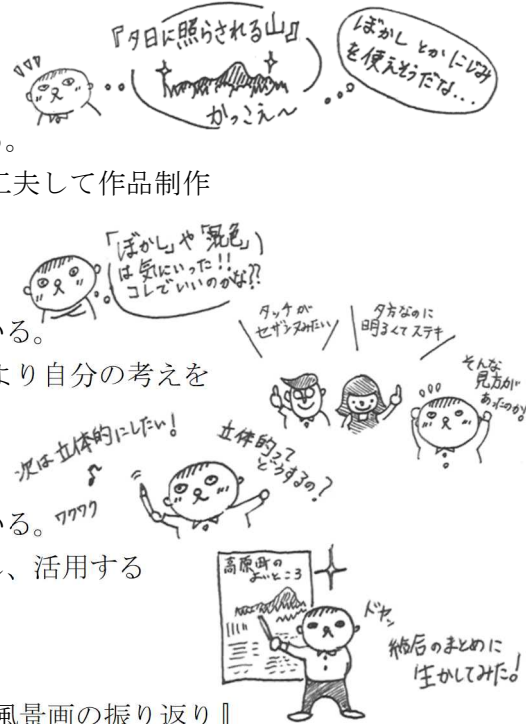 『夕日に照らされる山』
かっこえ〜
ぼかしとかにじみ
を使えそうだな...
。
工夫して作品制作
「ぼかし」や「混色」
は気にいった!!
コレでいいのかな??
いる。
より自分の考えを
タッチが
セザンヌみたい
夕方なのに
明るくてステキ
そんな
見方が
あったのか!
次は立体的にしたい!
立体的って
どうするの?
ワクワク
いる。
、活用する
高原町の
よいところ
ドヤッ
総合のまとめに
生かしてみた!
風景画の振り返り』